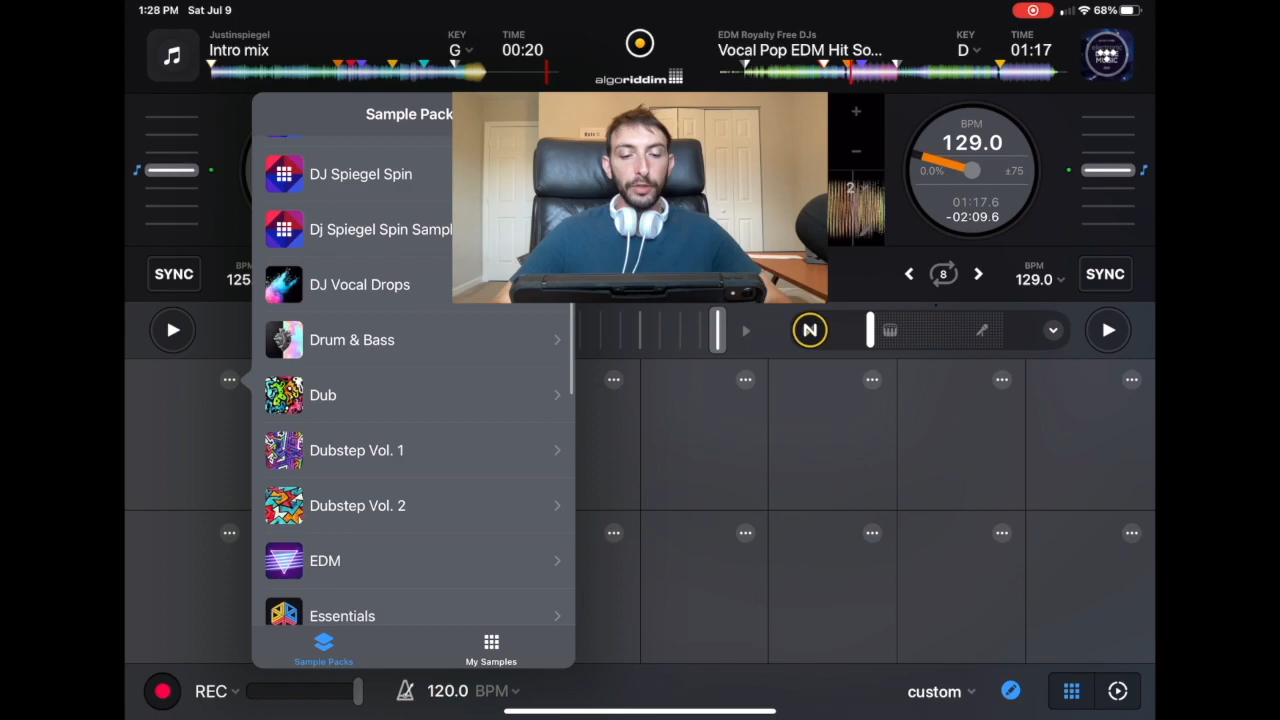 1:28 PM Sat Jul 9
68%
Justinspiegel
Intro mix
KEY
G
TIME
00:20
algoriddim
EDM Royalty Free DJs
Vocal Pop EDM Hit So...
KEY
D
TIME
01:17
Sample Pack
DJ Spiegel Spin
Dj Spiegel Spin Sampl
DJ Vocal Drops
Drum & Bass
Dub
Dubstep Vol. 1
Dubstep Vol. 2
EDM
Essentials
Sample Packs
My Samples
+
−
2
BPM
129.0
0.0%
±75
01:17.6
-02:09.6
SYNC
BPM
125.
8
BPM
129.0
SYNC
N
REC
120.0 BPM
custom